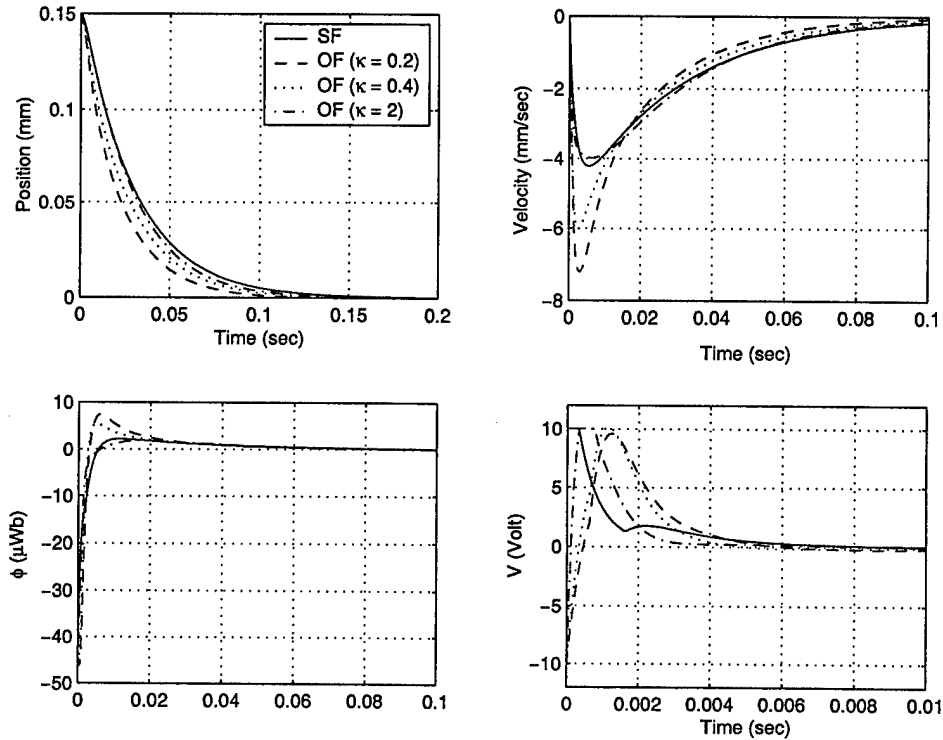 0.15
0.1
0.05
0
Position (mm)
SF
OF (κ = 0.2)
OF (κ = 0.4)
OF (κ = 2)
0 0.05 0.1 0.15 0.2
Time (sec)
0
−2
−4
−6
−8
Velocity (mm/sec)
0 0.02 0.04 0.06 0.08 0.1
Time (sec)
10
0
−10
−20
−30
−40
−50
ϕ (μWb)
0 0.02 0.04 0.06 0.08 0.1
10
5
0
−5
−10
V (Volt)
0 0.002 0.004 0.006 0.008 0.01
Time (sec)